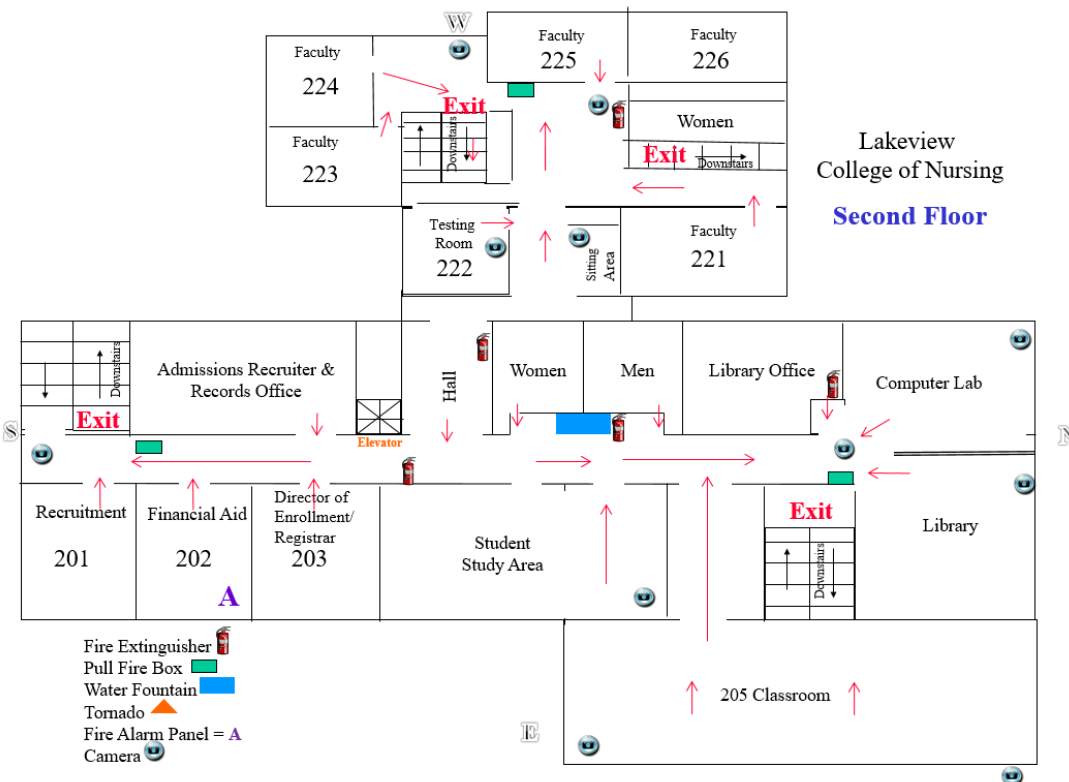 W
Faculty
224
Faculty
225
Faculty
226
Exit
Downstairs
Women
Exit
Downstairs
Faculty
223
Lakeview
College of Nursing
Second Floor
Testing
Room
222
Sitting
Area
Faculty
221
Downstairs
Exit
Admissions Recruiter &
Records Office
Elevator
Hall
Women
Men
Library Office
Computer Lab
S
N
Recruitment
201
Financial Aid
202
A
Director of
Enrollment/
Registrar
203
Student
Study Area
Exit
Downstairs
Library
Fire Extinguisher
Pull Fire Box
Water Fountain
Tornado
Fire Alarm Panel = A
Camera
E
205 Classroom